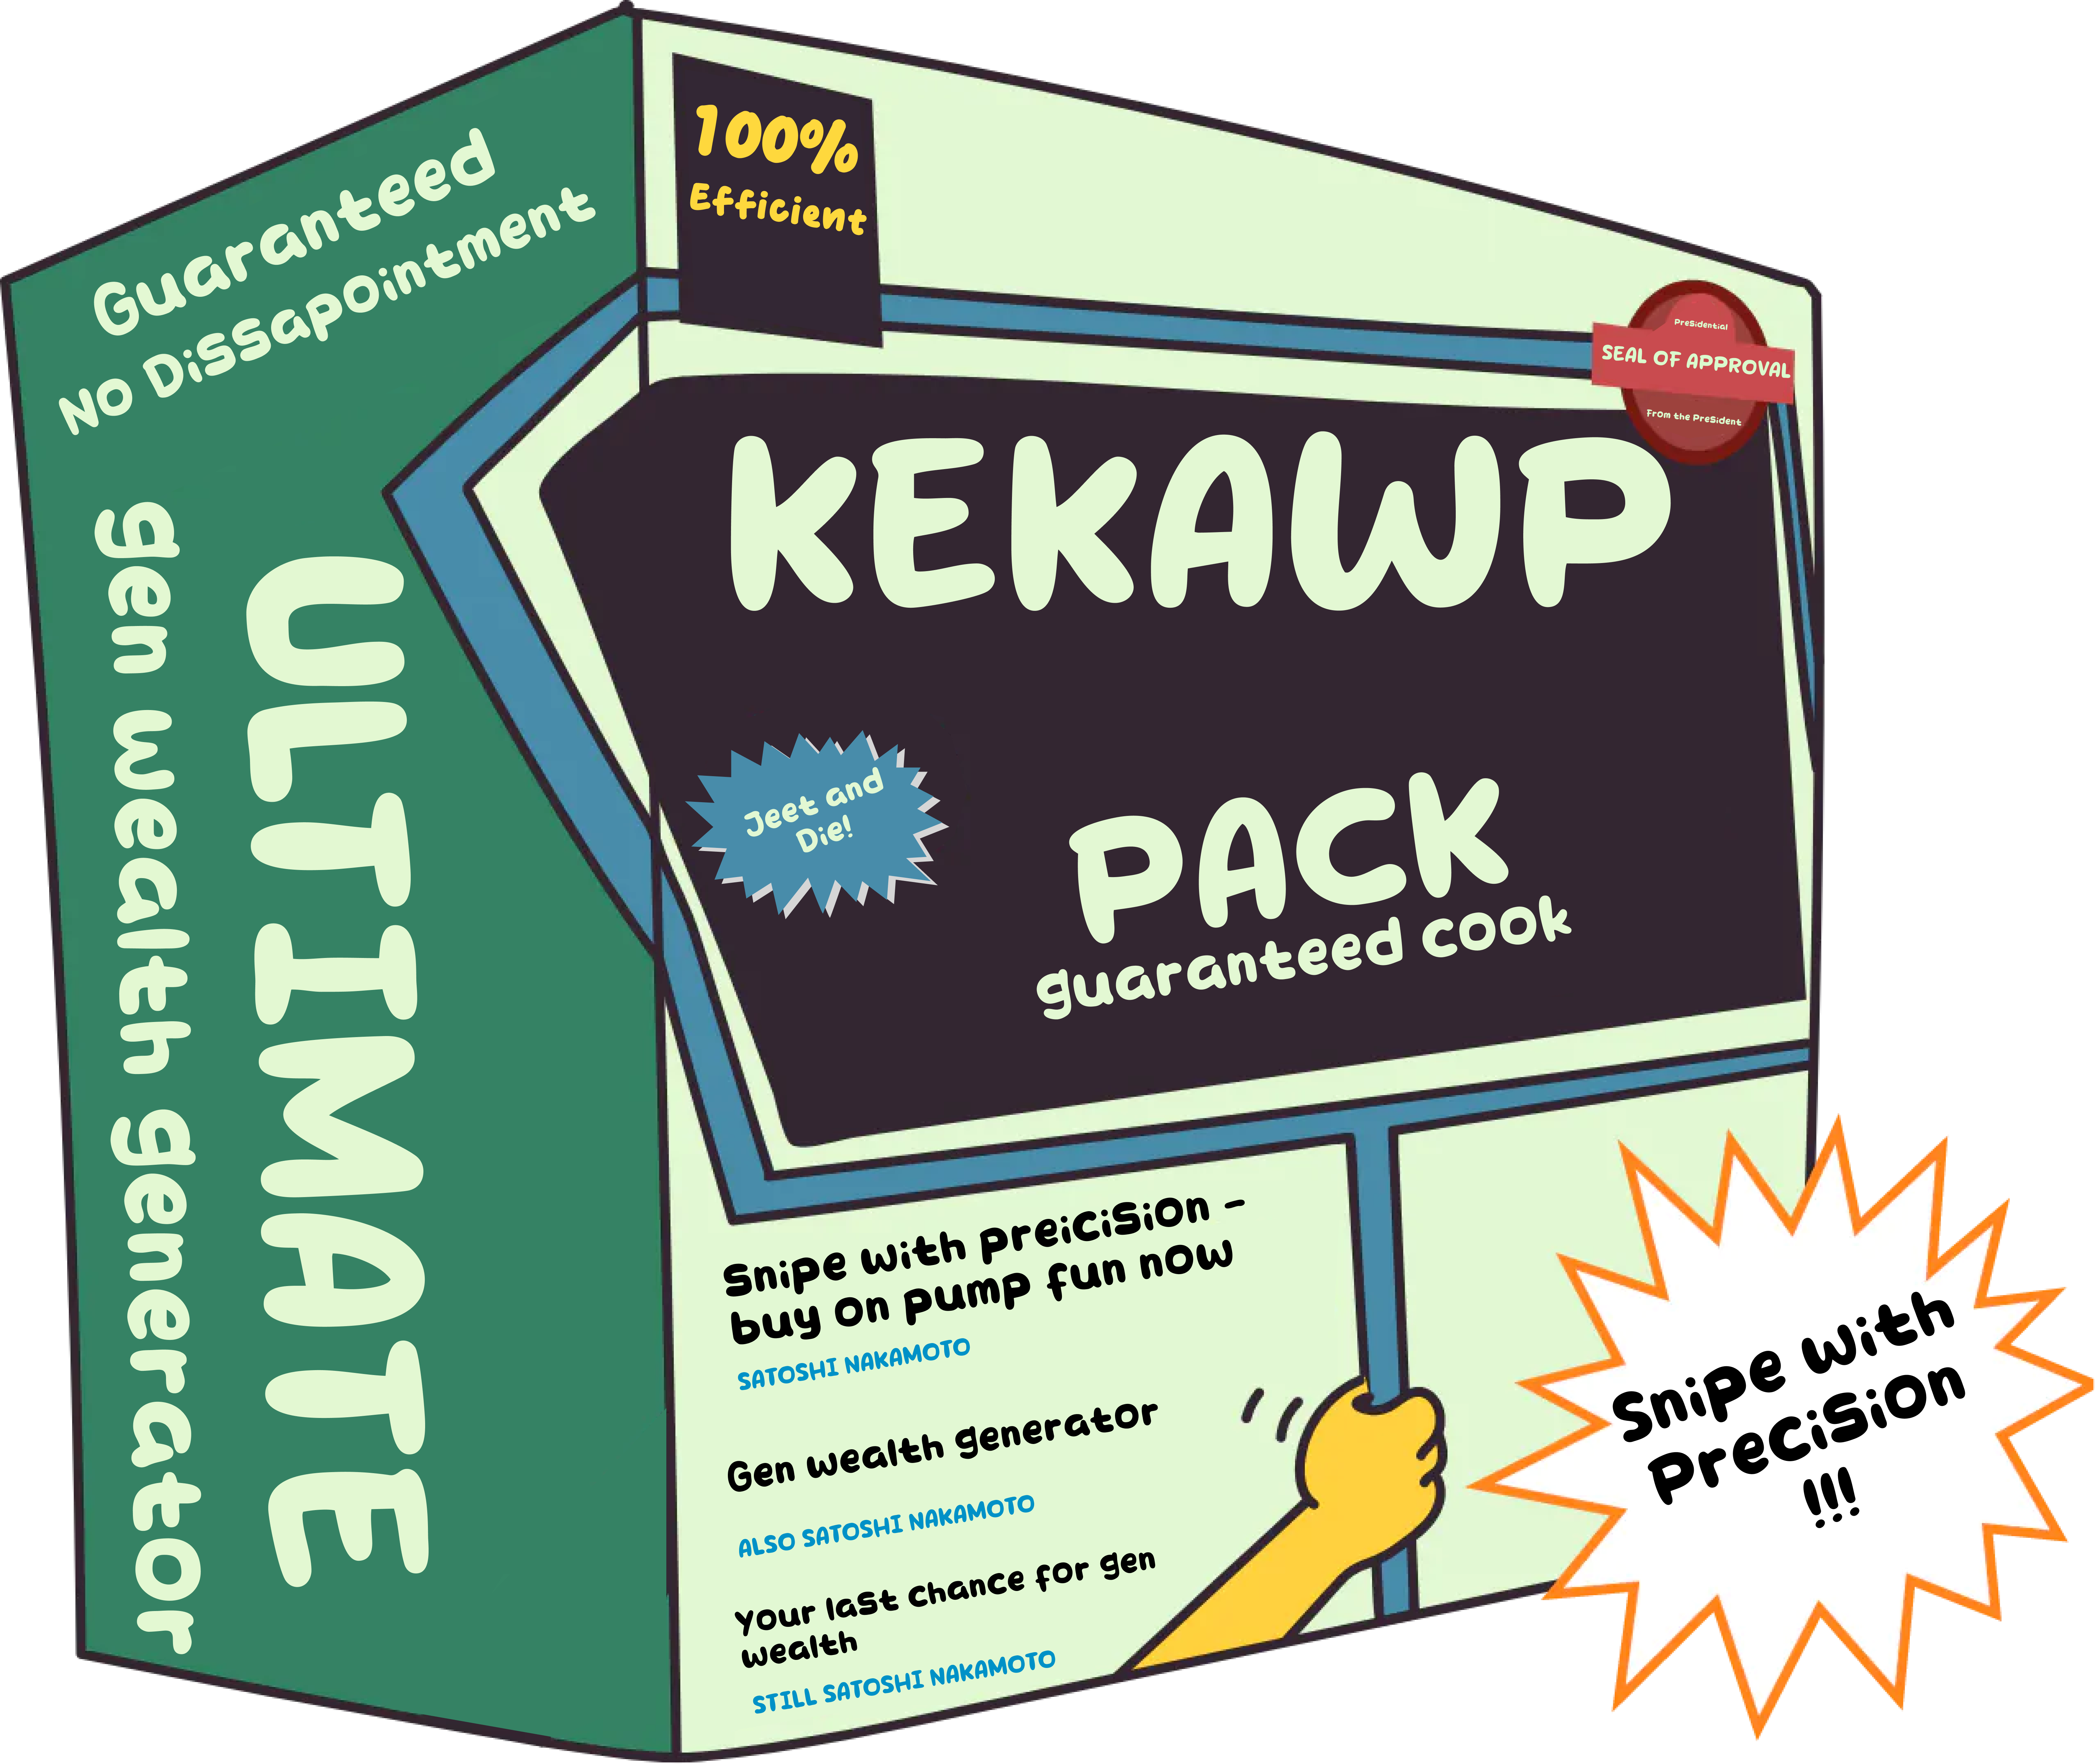 Guaranteed
No Dissapointment
ULTIMATE
gen wealth generator
100%
Efficient
Presidential
SEAL OF APPROVAL
From the President
KEKAWP
PACK
guaranteed cook
Jeet and
Die!
Snipe with preicision -
buy on pump fun now
SATOSHI NAKAMOTO
Gen wealth generator
ALSO SATOSHI NAKAMOTO
Your last chance for gen
wealth
STILL SATOSHI NAKAMOTO
Snipe with
Precision
!!!